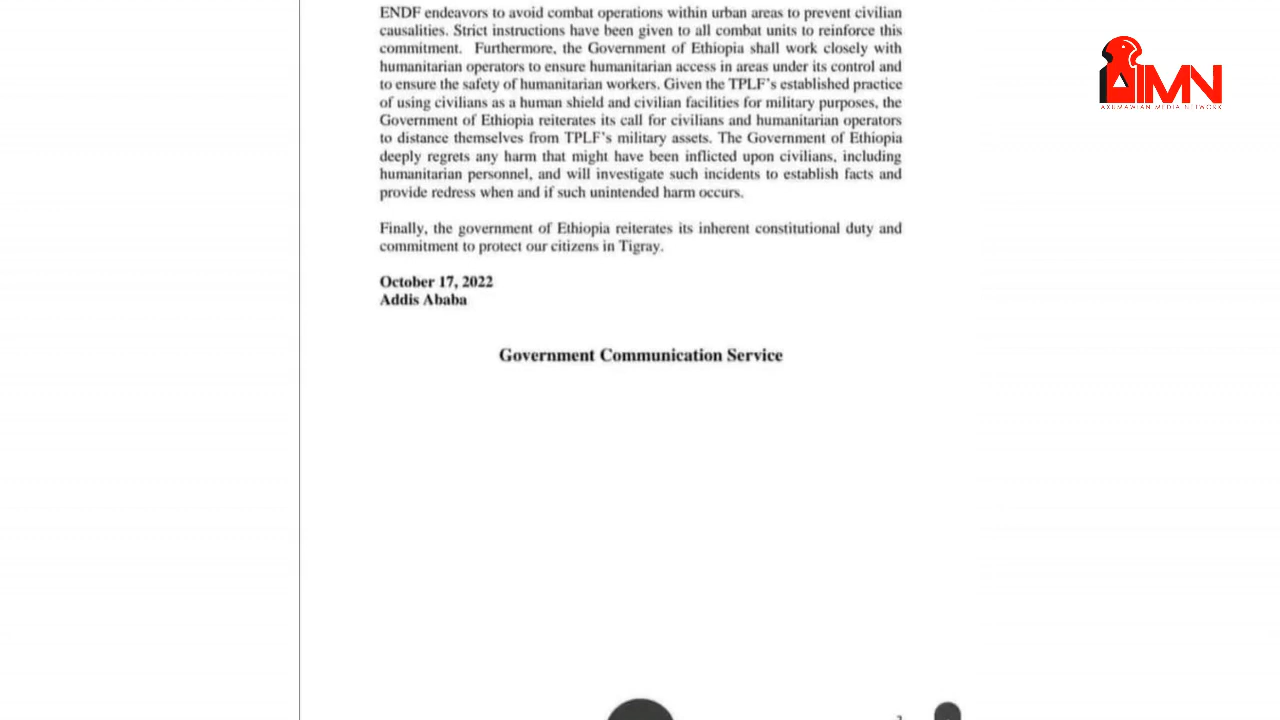 ENDF endeavors to avoid combat operations within urban areas to prevent civilian
causalities. Strict instructions have been given to all combat units to reinforce this
commitment. Furthermore, the Government of Ethiopia shall work closely with
humanitarian operators to ensure humanitarian access in areas under its control and
to ensure the safety of humanitarian workers. Given the TPLF's established practice
of using civilians as a human shield and civilian facilities for military purposes, the
Government of Ethiopia reiterates its call for civilians and humanitarian operators
to distance themselves from TPLF's military assets. The Government of Ethiopia
deeply regrets any harm that might have been inflicted upon civilians, including
humanitarian personnel, and will investigate such incidents to establish facts and
provide redress when and if such unintended harm occurs.
Finally, the government of Ethiopia reiterates its inherent constitutional duty and
commitment to protect our citizens in Tigray.
October 17, 2022
Addis Ababa
Government Communication Service
AMN
AXUMAWIAN MEDIA NETWORK